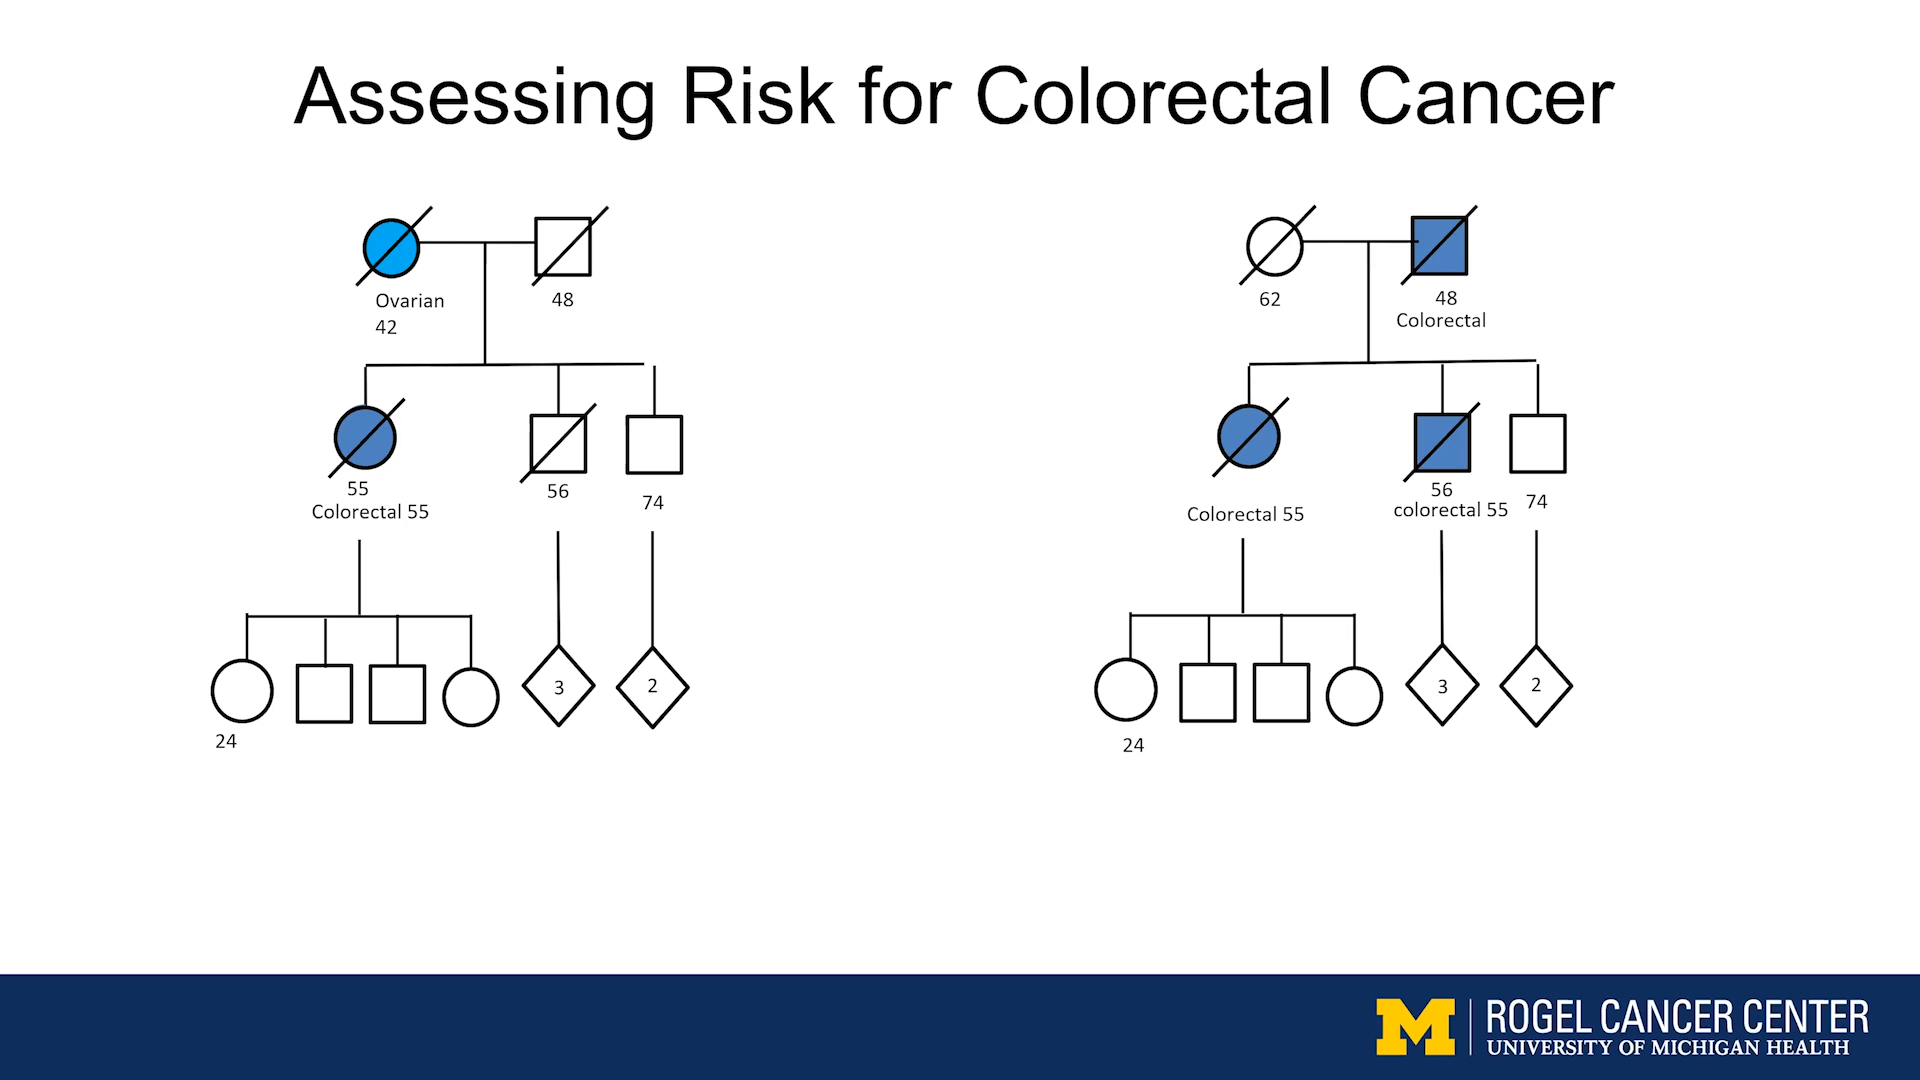 Assessing Risk for Colorectal Cancer
Ovarian
42
48
55
Colorectal 55
56
74
24
3
2
62
48
Colorectal
Colorectal 55
56
colorectal 55
74
24
3
2
M
ROGEL CANCER CENTER
UNIVERSITY OF MICHIGAN HEALTH